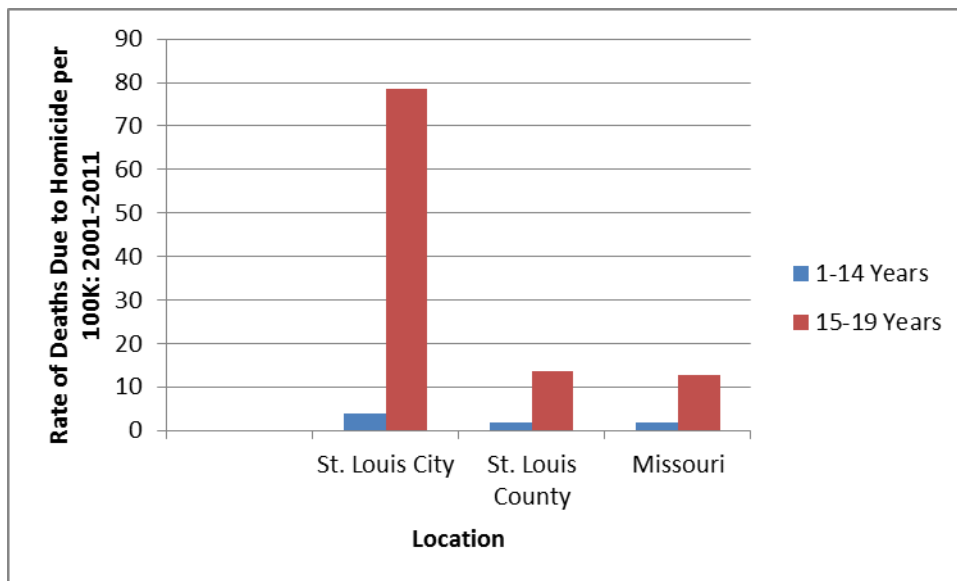 Rate of Deaths Due to Homicide per
100K: 2001-2011
90
80
70
60
50
40
30
20
10
0
St. Louis City
St. Louis
County
Missouri
Location
1-14 Years
15-19 Years